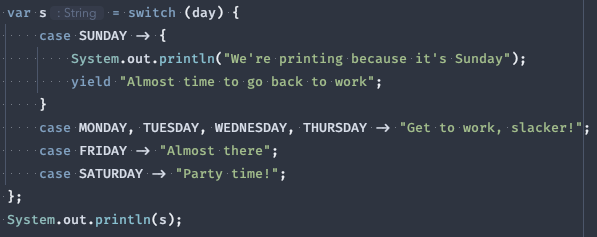 var s : String = switch (day) {
    case SUNDAY -> {
        System.out.println("We're printing because it's Sunday");
        yield "Almost time to go back to work";
    }
    case MONDAY, TUESDAY, WEDNESDAY, THURSDAY -> "Get to work, slacker!";
    case FRIDAY -> "Almost there";
    case SATURDAY -> "Party time!";
};
System.out.println(s);